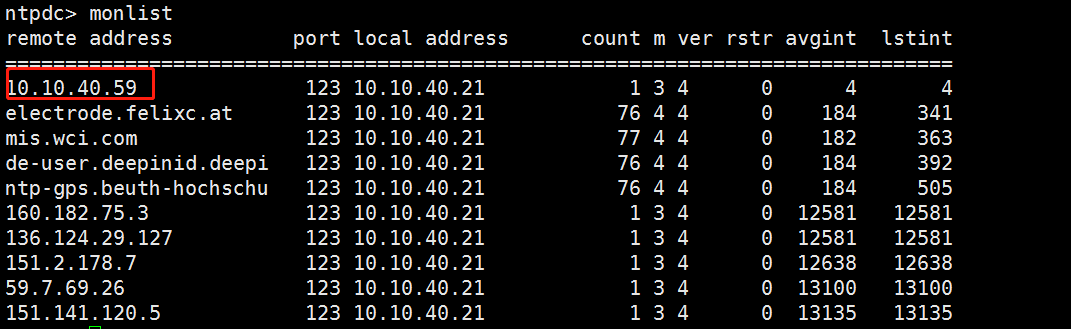 ntpdc> monlist
remote address          port local address        count m ver rstr avgint  lstint
===============================================================================
10.10.40.59              123 10.10.40.21              1 3 4      0      4       4
electrode.felixc.at      123 10.10.40.21             76 4 4      0    184     341
mis.wci.com              123 10.10.40.21             77 4 4      0    182     363
de-user.deepinid.deepi   123 10.10.40.21             76 4 4      0    184     392
ntp-gps.beuth-hochschu   123 10.10.40.21             76 4 4      0    184     505
160.182.75.3             123 10.10.40.21              1 3 4      0  12581   12581
136.124.29.127           123 10.10.40.21              1 3 4      0  12581   12581
151.2.178.7              123 10.10.40.21              1 3 4      0  12638   12638
59.7.69.26               123 10.10.40.21              1 3 4      0  13100   13100
151.141.120.5            123 10.10.40.21              1 3 4      0  13135   13135